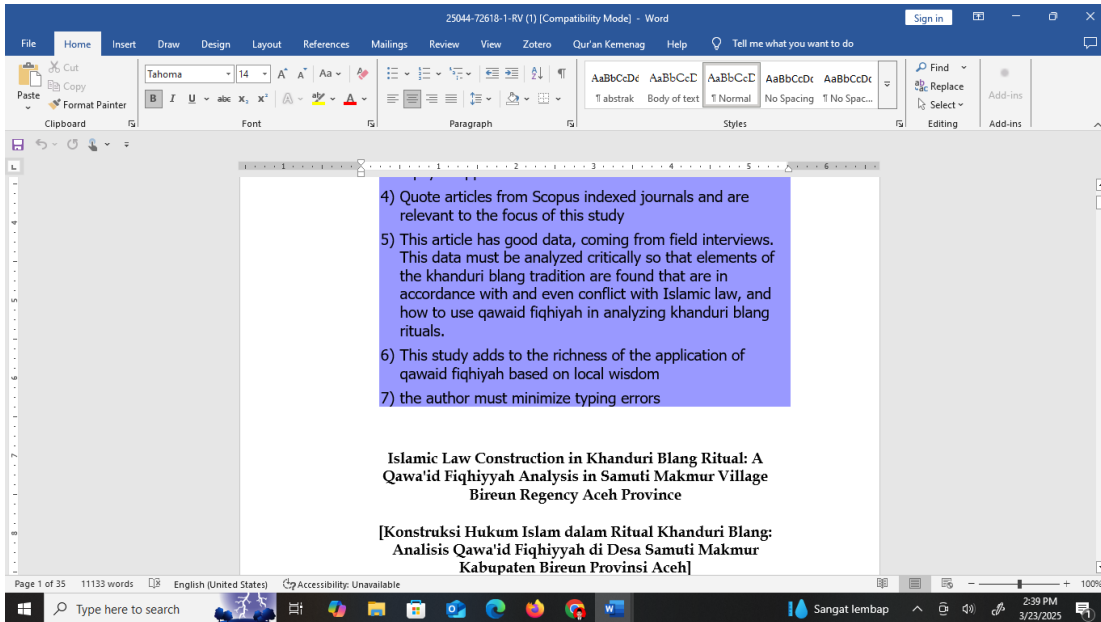 25044-72618-1-RV (1) [Compatibility Mode] - Word
Sign in
File Home Insert Draw Design Layout References Mailings Review View Zotero Qur'an Kemenag Help Tell me what you want to do
Paste
Cut
Copy
Format Painter
Clipboard
Tahoma 14
Font
Paragraph
AaBbCcDd AaBbCcD AaBbCcD AaBbCcDc AaBbCcDc
¶ abstrak Body of text ¶ Normal No Spacing ¶ No Spac...
Styles
Find
Replace
Select
Editing
Add-ins
Add-ins
4) Quote articles from Scopus indexed journals and are
relevant to the focus of this study
5) This article has good data, coming from field interviews.
This data must be analyzed critically so that elements of
the khanduri blang tradition are found that are in
accordance with and even conflict with Islamic law, and
how to use qawaid fiqhiyah in analyzing khanduri blang
rituals.
6) This study adds to the richness of the application of
qawaid fiqhiyah based on local wisdom
7) the author must minimize typing errors
Islamic Law Construction in Khanduri Blang Ritual: A
Qawa'id Fiqhiyyah Analysis in Samuti Makmur Village
Bireun Regency Aceh Province
[Konstruksi Hukum Islam dalam Ritual Khanduri Blang:
Analisis Qawa'id Fiqhiyyah di Desa Samuti Makmur
Kabupaten Bireun Provinsi Aceh]
Page 1 of 35 11133 words English (United States) Accessibility: Unavailable 100%
Type here to search
Sangat lembap
2:39 PM
3/23/2025